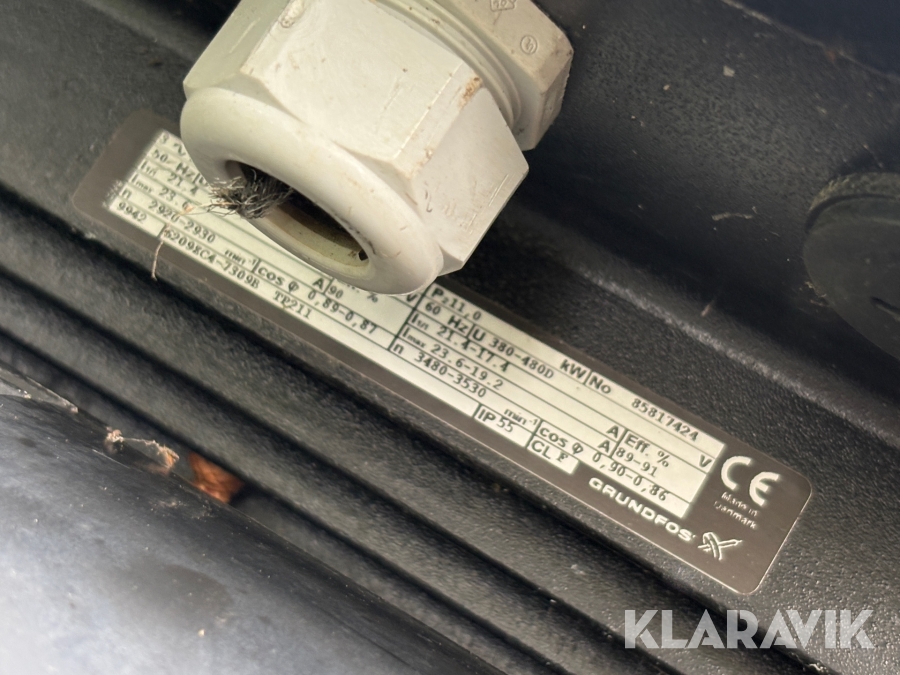 P₂ 11,0 kW No 85817424
50 Hz U
60 Hz U 380-480D V
I1/1 21.4
I1/1 21.4-17.4 A Eff. %
Imax 23.6
Imax 23.6-19.2 A 89-91
n 2920-2930 min⁻¹ cos φ 0,89-0,87
n 3480-3530 min⁻¹ cos φ 0,90-0,86
9942 6209EC4-7309B TP211 IP55 CL F
CE
Made in
Danmark
GRUNDFOS
KLARAVIK